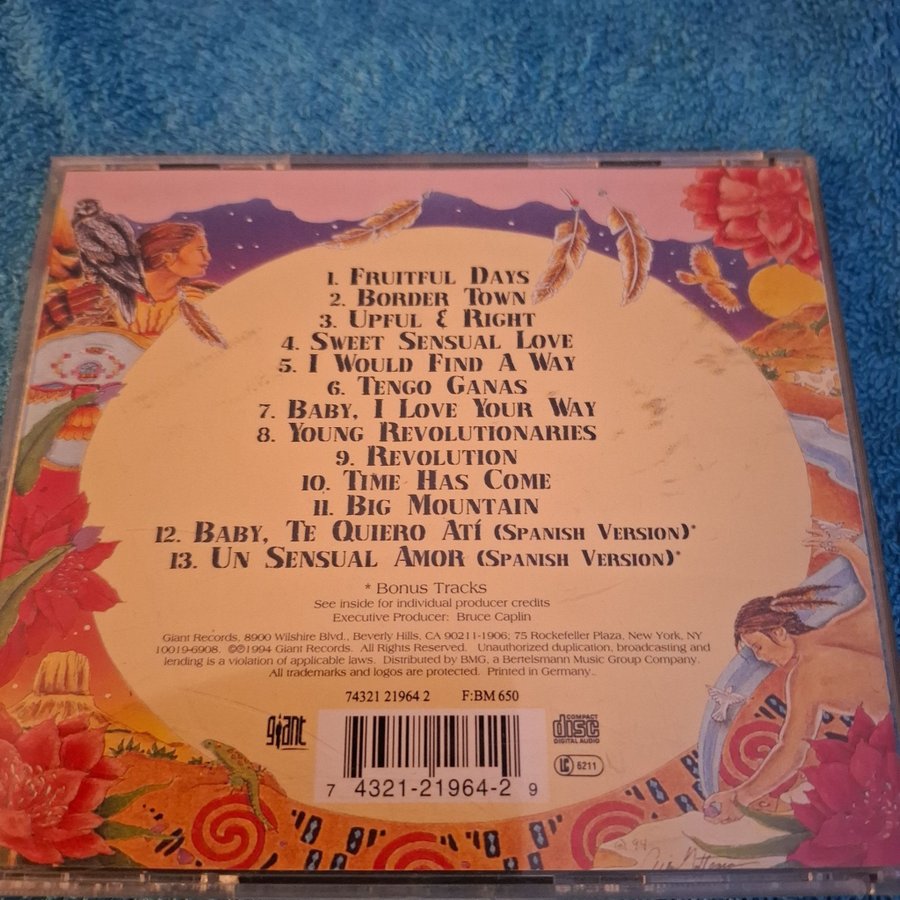 1. FRUITFUL DAYS
2. BORDER TOWN
3. UPFUL & RIGHT
4. SWEET SENSUAL LOVE
5. I WOULD FIND A WAY
6. TENGO GANAS
7. BABY, I LOVE YOUR WAY
8. YOUNG REVOLUTIONARIES
9. REVOLUTION
10. TIME HAS COME
11. BIG MOUNTAIN
12. BABY, TE QUIERO ATÍ (SPANISH VERSION)*
13. UN SENSUAL AMOR (SPANISH VERSION)*
* Bonus Tracks
See inside for individual producer credits
Executive Producer: Bruce Caplin
Giant Records, 8900 Wilshire Blvd., Beverly Hills, CA 90211-1906; 75 Rockefeller Plaza, New York, NY
10019-6908. ©℗1994 Giant Records. All Rights Reserved. Unauthorized duplication, broadcasting and
lending is a violation of applicable laws. Distributed by BMG, a Bertelsmann Music Group Company.
All trademarks and logos are protected. Printed in Germany.
74321 21964 2 F:BM 650
giant
COMPACT
disc
DIGITAL AUDIO
LC 5211
7 4321-21964-2 9
© 94